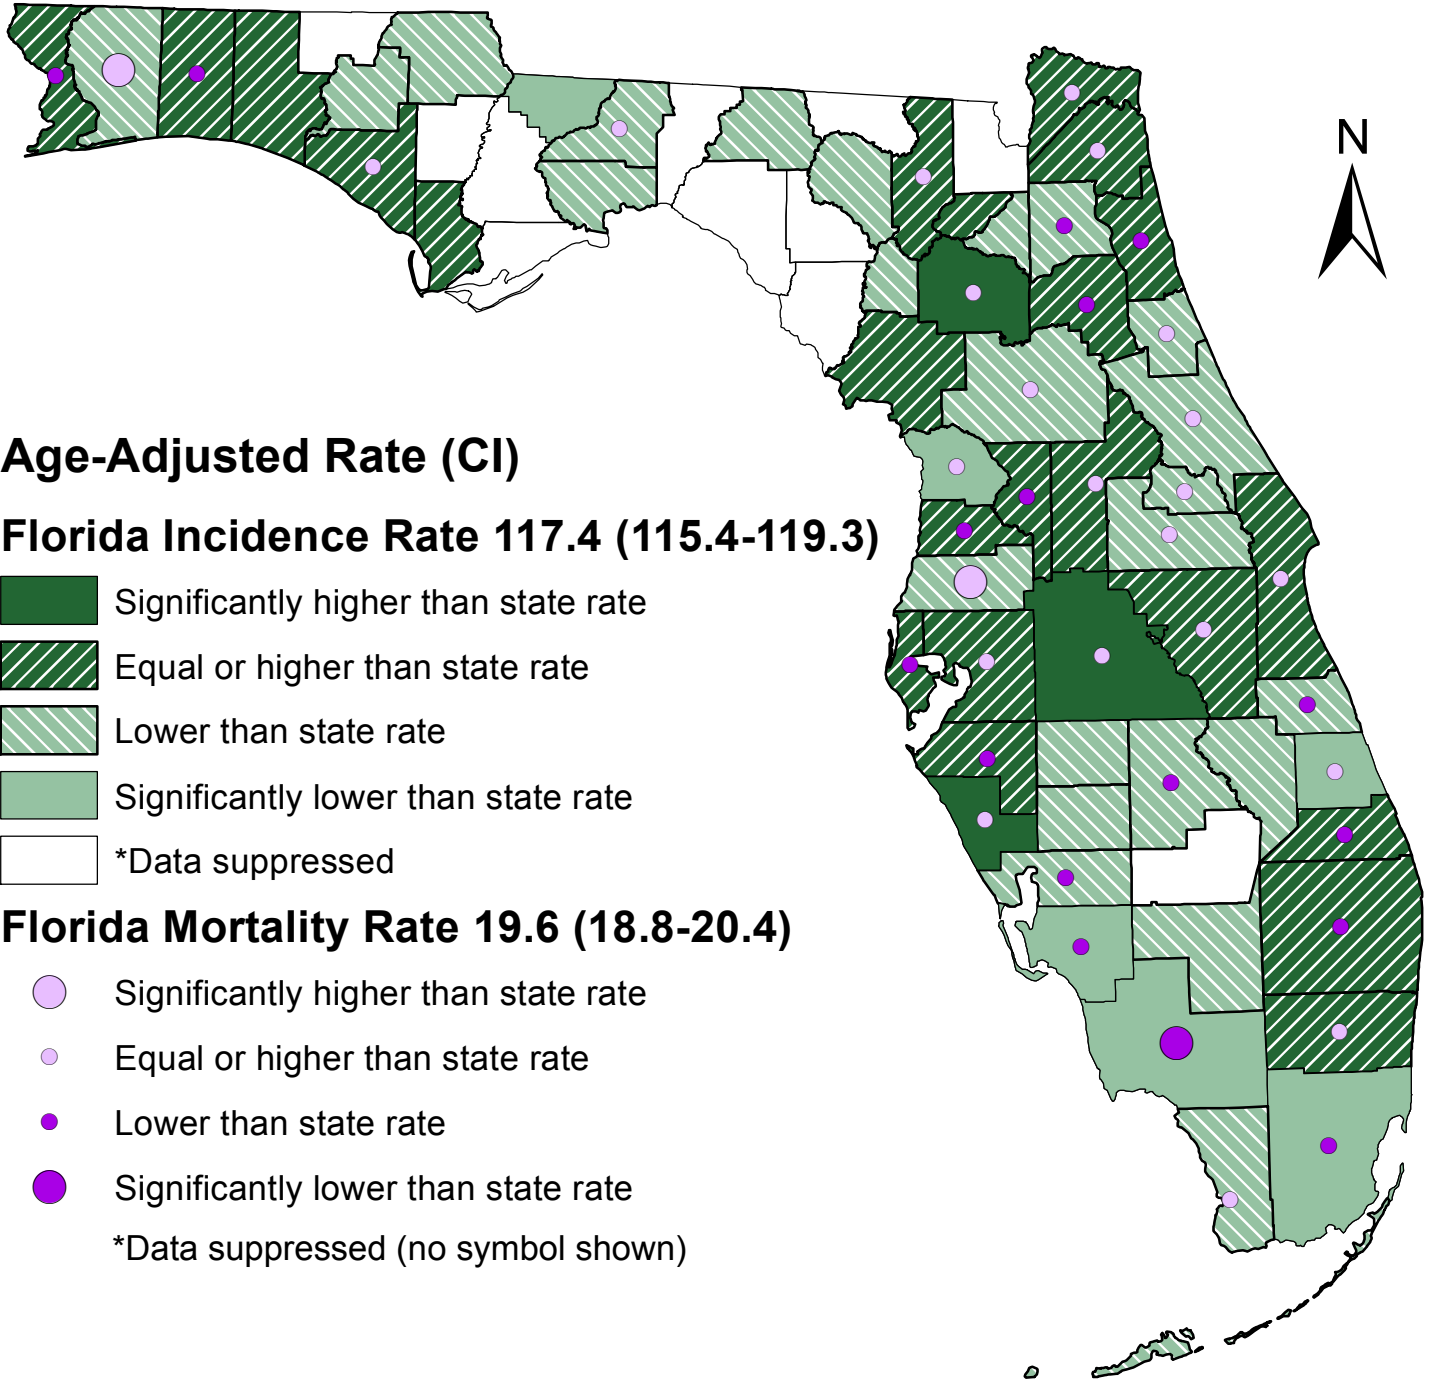 N
Age-Adjusted Rate (CI)
Florida Incidence Rate 117.4 (115.4-119.3)
Significantly higher than state rate
Equal or higher than state rate
Lower than state rate
Significantly lower than state rate
*Data suppressed
Florida Mortality Rate 19.6 (18.8-20.4)
Significantly higher than state rate
Equal or higher than state rate
Lower than state rate
Significantly lower than state rate
*Data suppressed (no symbol shown)